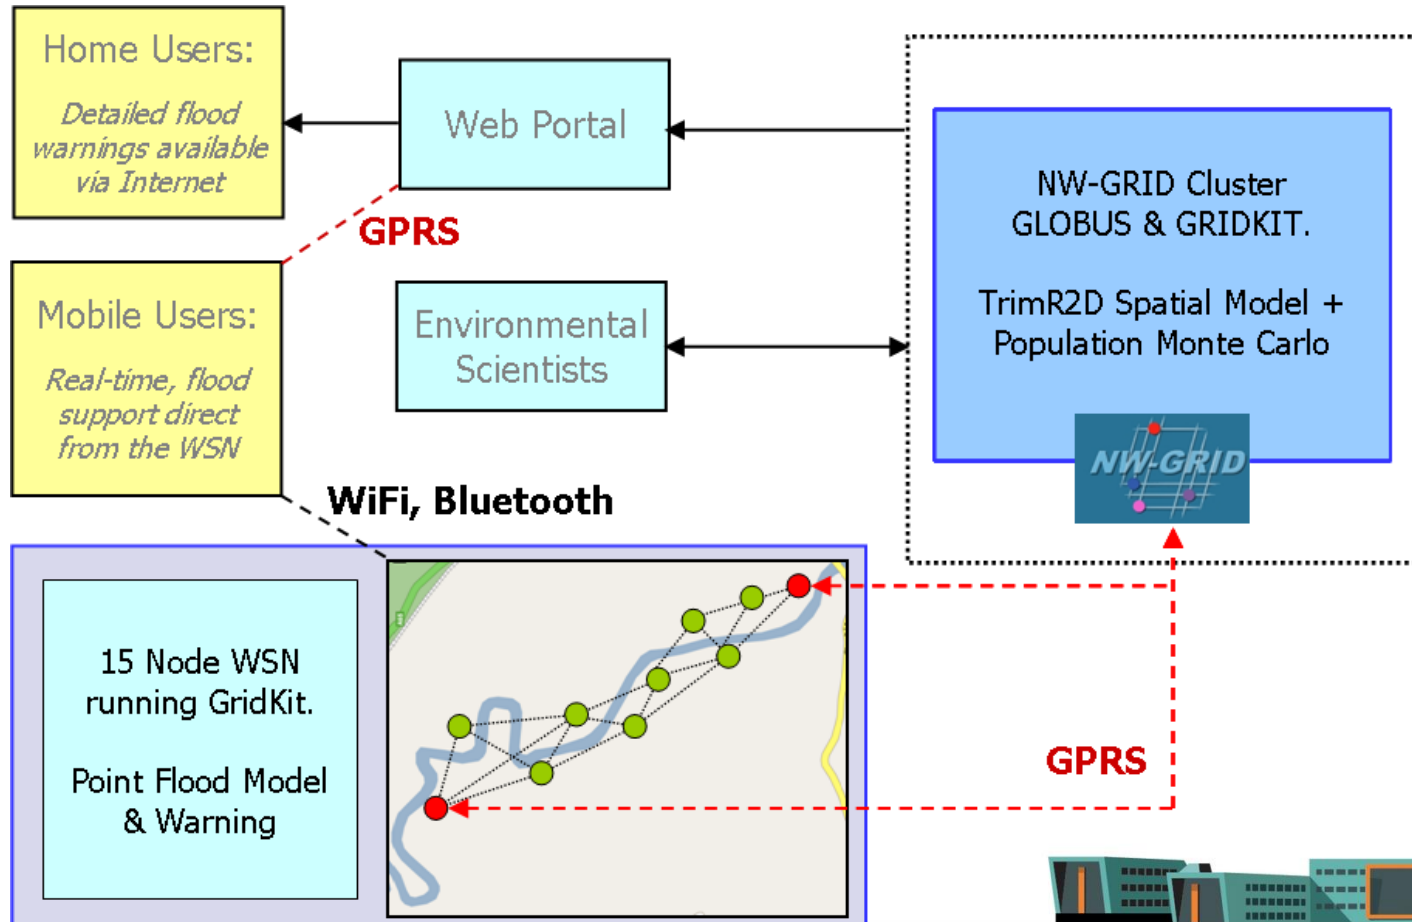 Home Users:
Detailed flood
warnings available
via Internet
Web Portal
GPRS
NW-GRID Cluster
GLOBUS & GRIDKIT.
TrimR2D Spatial Model +
Population Monte Carlo
NW-GRID
Mobile Users:
Real-time, flood
support direct
from the WSN
Environmental
Scientists
WiFi, Bluetooth
15 Node WSN
running GridKit.
Point Flood Model
& Warning
GPRS